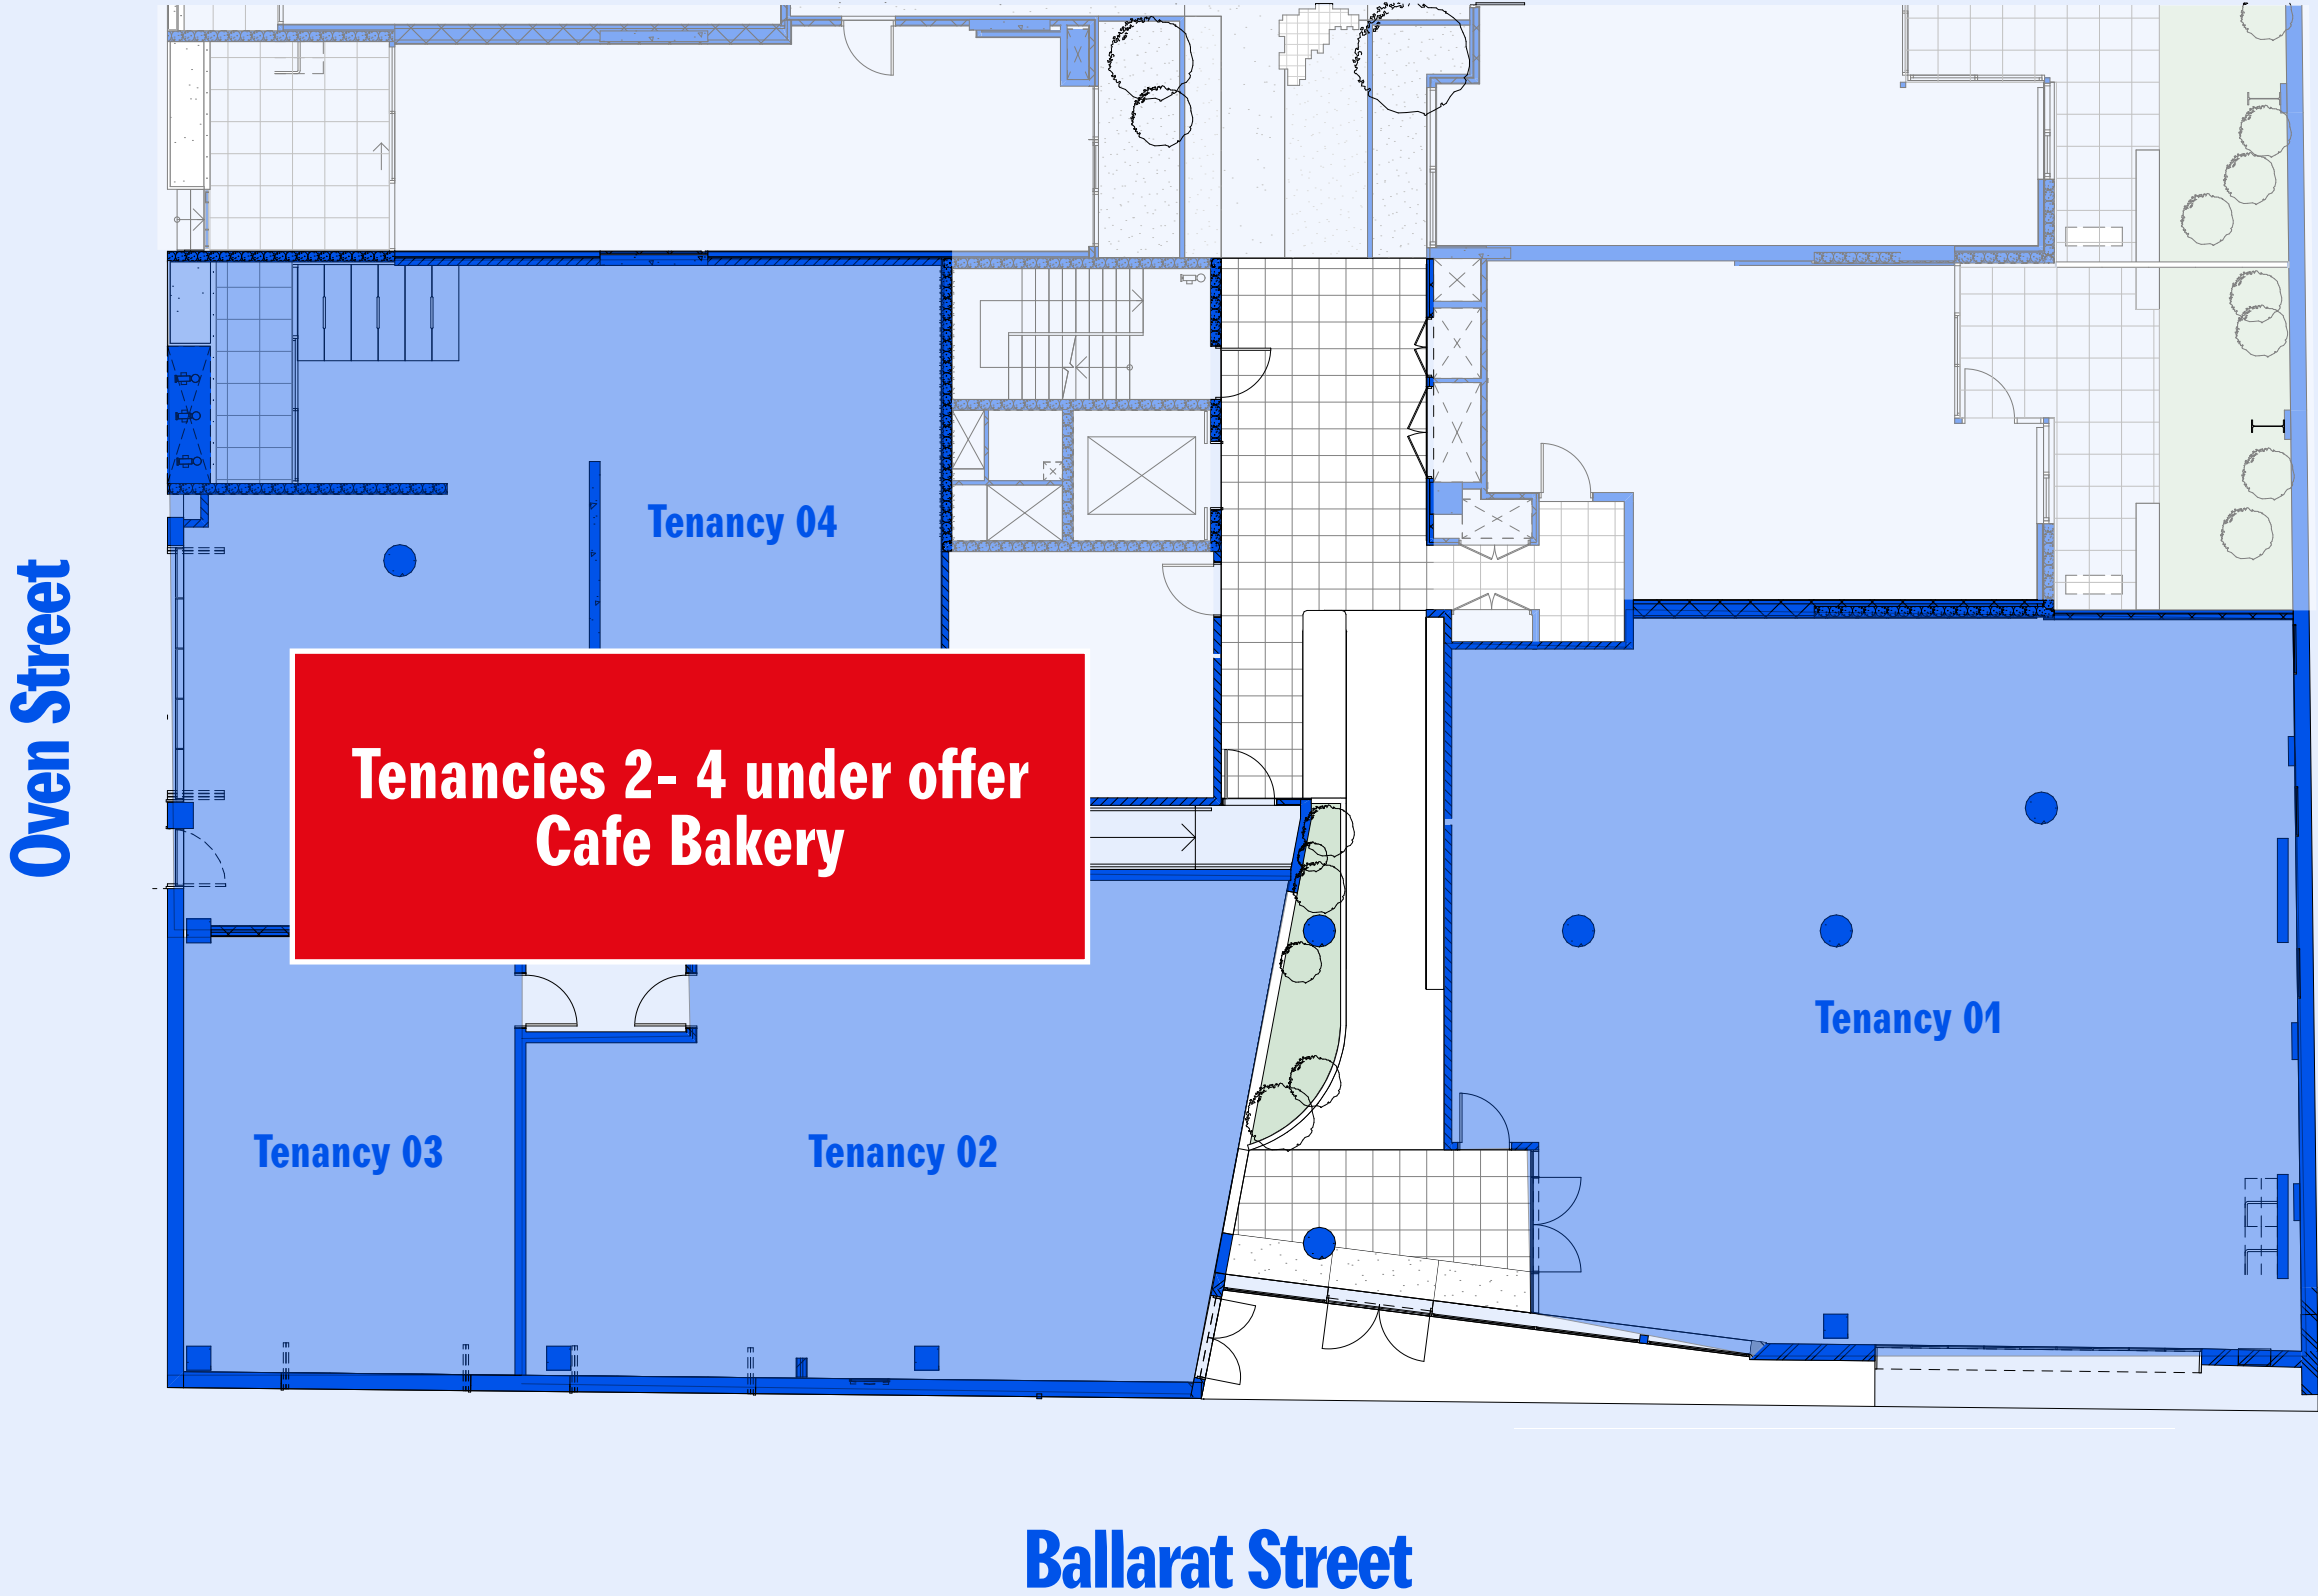 Tenancy 04
Oven Street
Tenancies 2- 4 under offer
Cafe Bakery
Tenancy 01
Tenancy 03
Tenancy 02
Ballarat Street